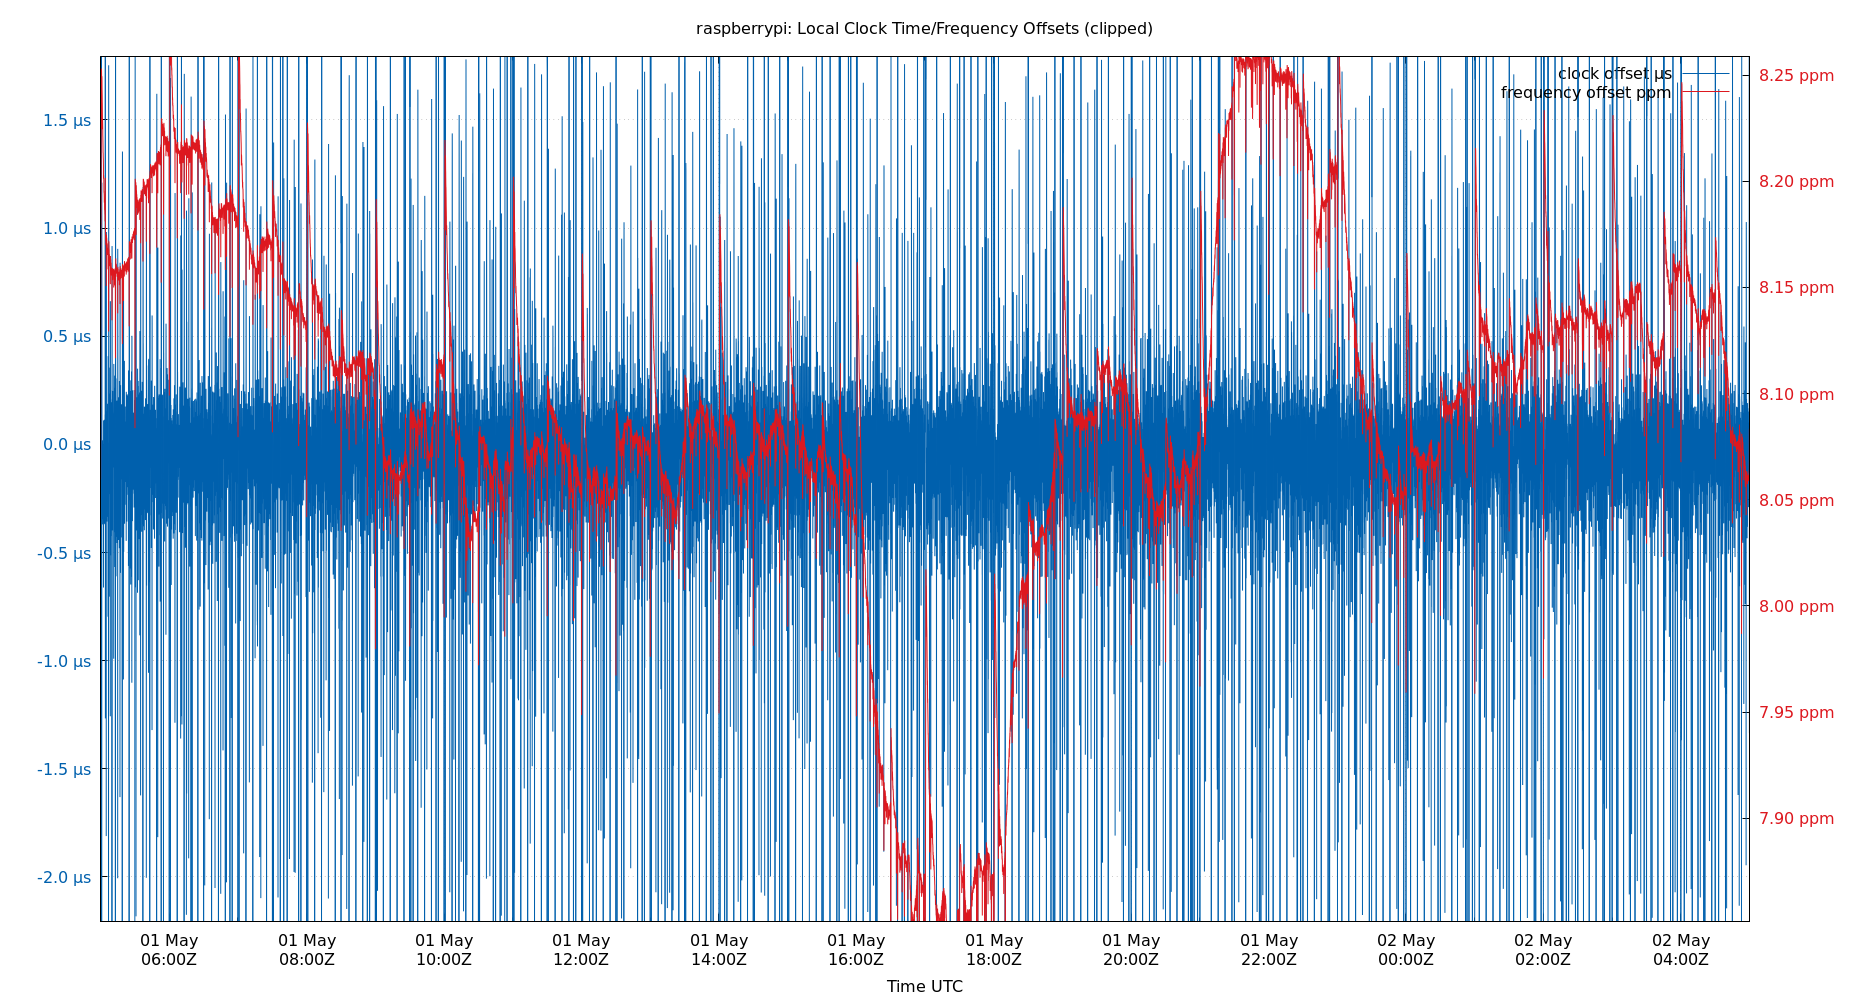 raspberrypi: Local Clock Time/Frequency Offsets (clipped)
clock offset µs
frequency offset ppm
1.5 µs
1.0 µs
0.5 µs
0.0 µs
-0.5 µs
-1.0 µs
-1.5 µs
-2.0 µs
8.25 ppm
8.20 ppm
8.15 ppm
8.10 ppm
8.05 ppm
8.00 ppm
7.95 ppm
7.90 ppm
01 May 01 May 01 May 01 May 01 May 01 May 01 May 01 May 01 May 02 May 02 May 02 May
06:00Z 08:00Z 10:00Z 12:00Z 14:00Z 16:00Z 18:00Z 20:00Z 22:00Z 00:00Z 02:00Z 04:00Z
Time UTC